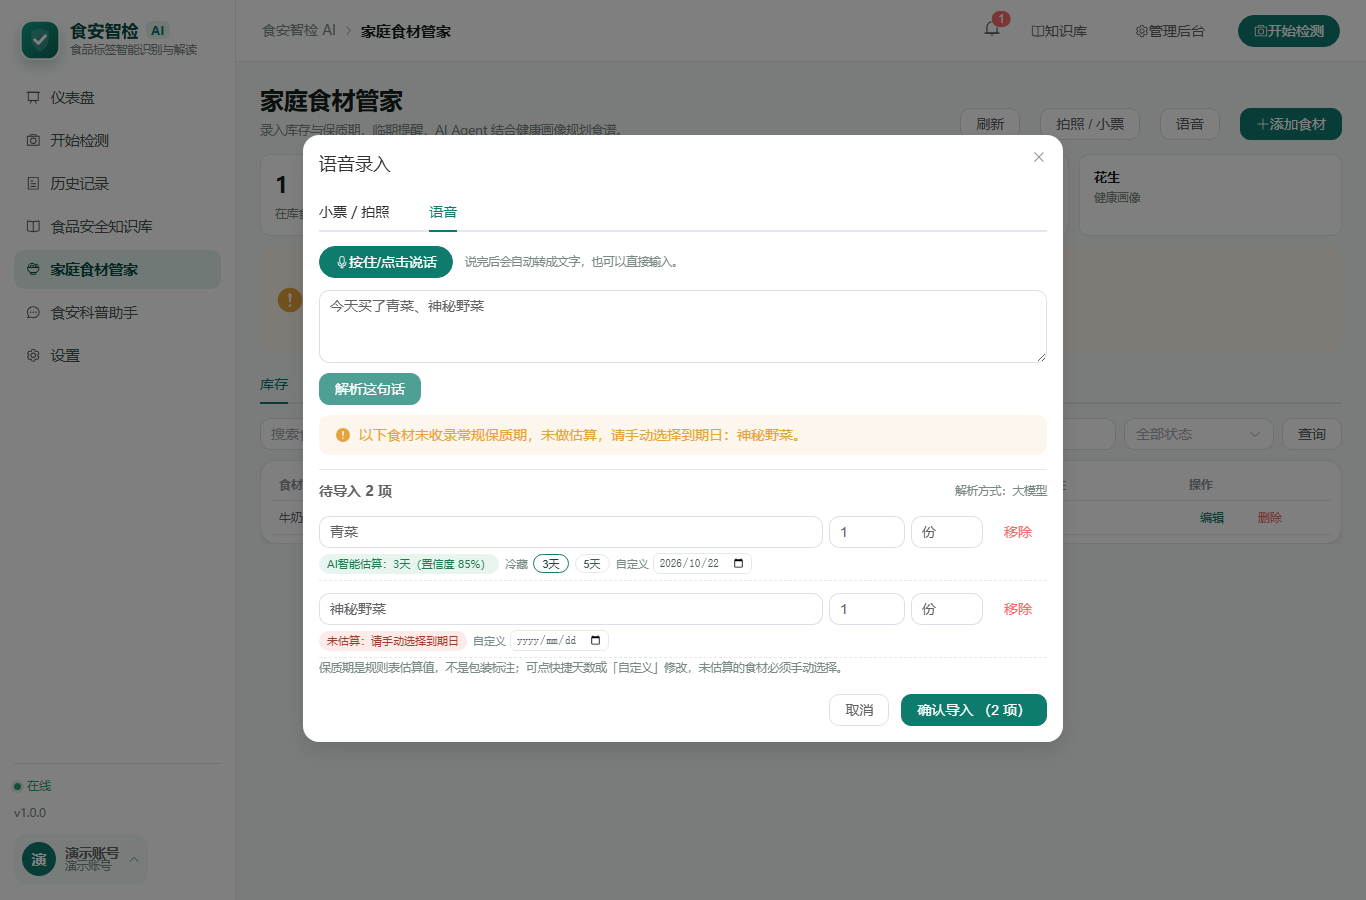 食安智检 AI
食品标签智能识别与解读
仪表盘
开始检测
历史记录
食品安全知识库
家庭食材管家
食安科普助手
设置
在线
v1.0.0
演
演示账号
演示账号
食安智检 AI > 家庭食材管家
1
知识库
管理后台
开始检测
家庭食材管家
录入库存与保质期，临期提醒，AI Agent 结合健康画像规划食谱。
刷新
拍照 / 小票
语音
+添加食材
1
在库
花生
健康画像
库存
搜索
全部状态
查询
食材
操作
牛奶
编辑
删除
语音录入
小票 / 拍照
语音
按住/点击说话
说完后会自动转成文字，也可以直接输入。
今天买了青菜、神秘野菜
解析这句话
以下食材未收录常规保质期，未做估算，请手动选择到期日：神秘野菜。
待导入 2 项
解析方式：大模型
青菜
1
份
移除
AI智能估算：3天（置信度 85%）
冷藏
3天
5天
自定义
2026/10/22
神秘野菜
1
份
移除
未估算：请手动选择到期日
自定义
yyyy/mm/dd
保质期是规则表估算值，不是包装标注；可点快捷天数或「自定义」修改，未估算的食材必须手动选择。
取消
确认导入 （2 项）